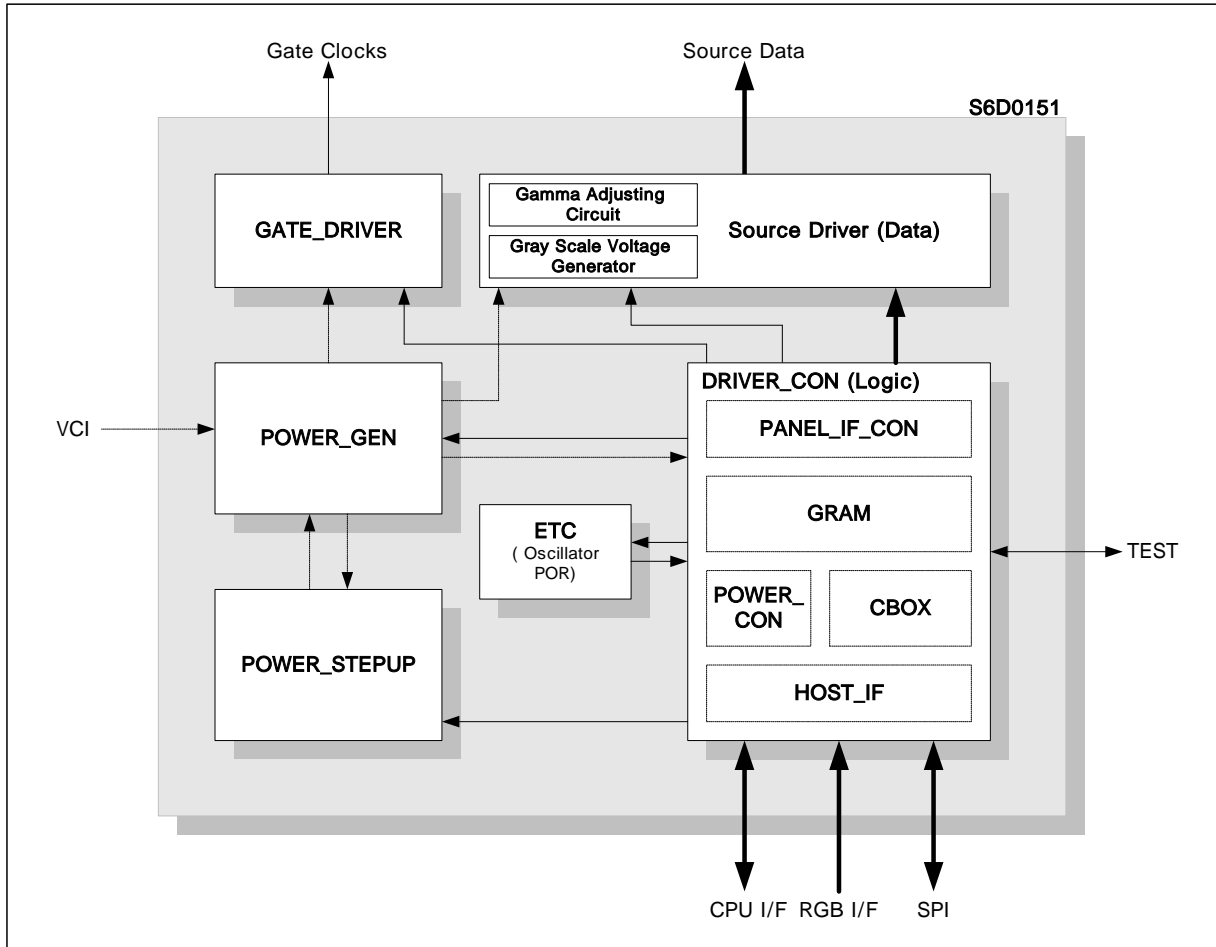 Gate Clocks
Source Data
S6D0151
GATE_DRIVER
Gamma Adjusting
Circuit
Gray Scale Voltage
Generator
Source Driver (Data)
VCI
POWER_GEN
DRIVER_CON (Logic)
PANEL_IF_CON
GRAM
ETC
( Oscillator
POR)
TEST
POWER_
CON
CBOX
POWER_STEPUP
HOST_IF
CPU I/F
RGB I/F
SPI